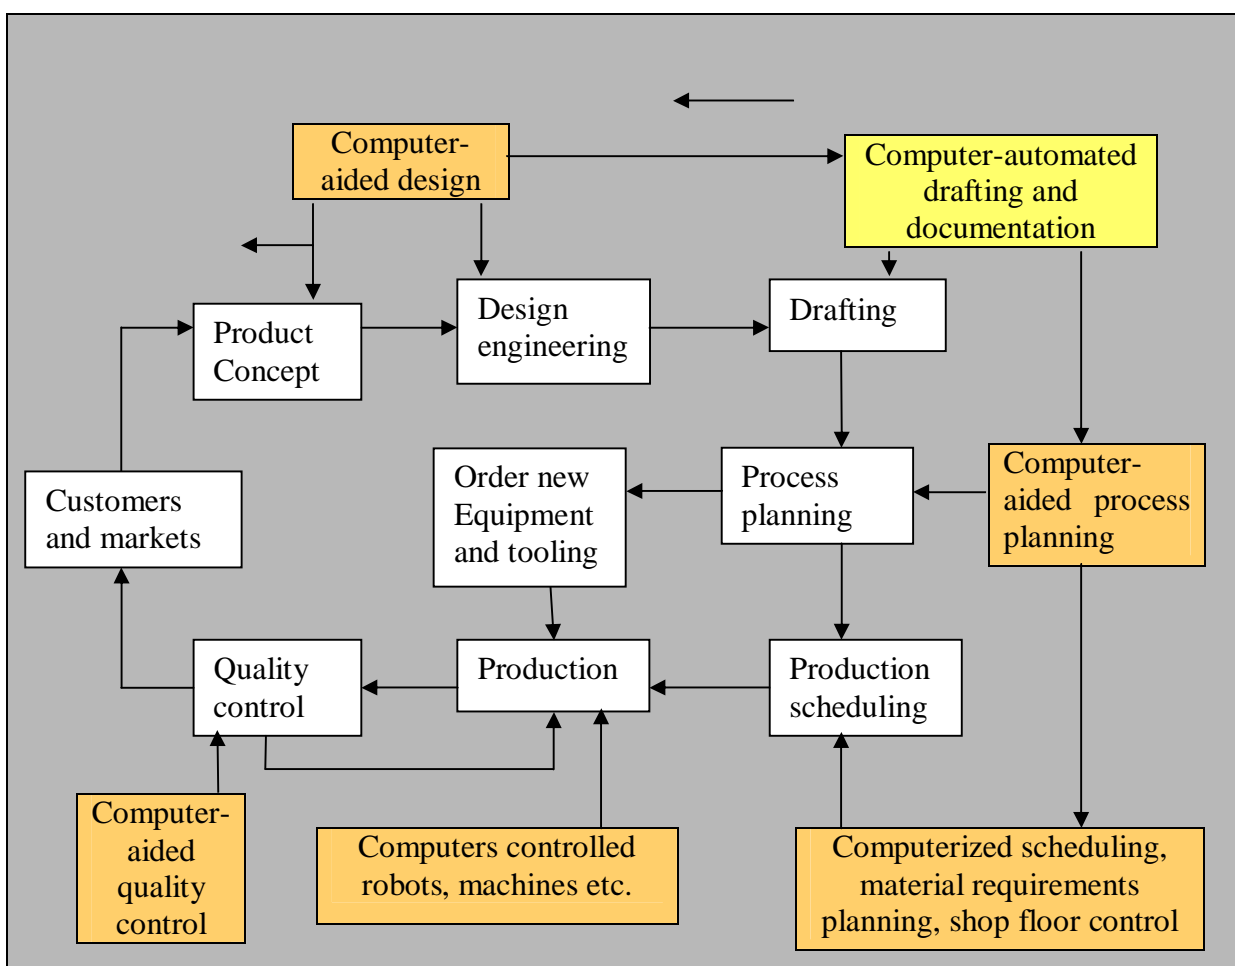 Computer-
aided design
Computer-automated
drafting and
documentation
Product
Concept
Design
engineering
Drafting
Customers
and markets
Order new
Equipment
and tooling
Process
planning
Computer-
aided process
planning
Quality
control
Production
Production
scheduling
Computer-
aided
quality
control
Computers controlled
robots, machines etc.
Computerized scheduling,
material requirements
planning, shop floor control